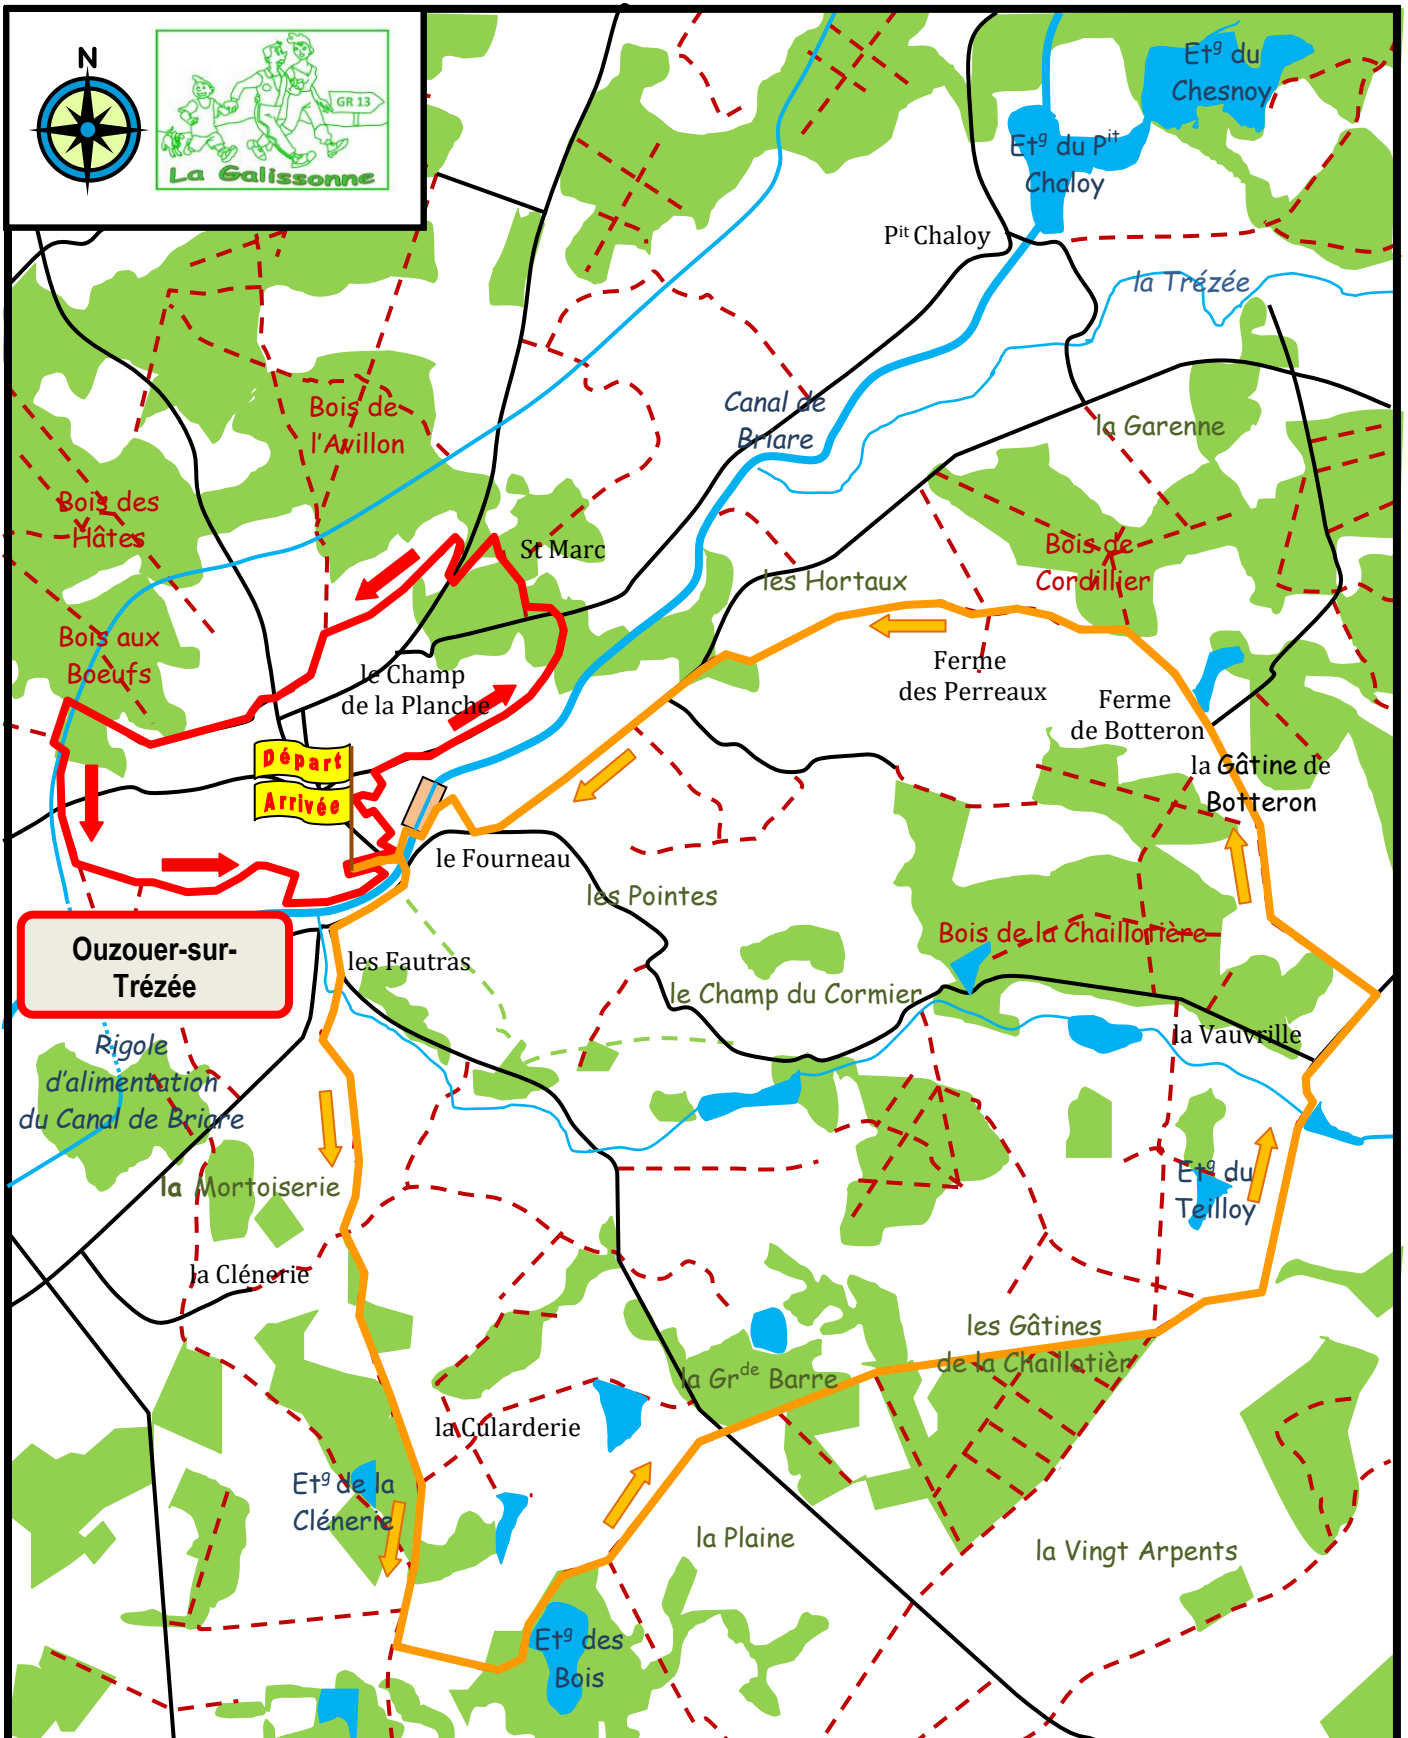 N
GR 13
La Galissonne
Etg du
Chesnoy
Etg du Pit
Chaloy
Pit Chaloy
la Trézée
Canal de
Briare
la Garenne
Bois de
l'Avillon
Bois des
Hâtes
St Marc
Bois de
Cordillier
les Hortaux
Bois aux
Boeufs
le Champ
de la Planche
Ferme
des Perreaux
Ferme
de Botteron
la Gâtine de
Botteron
Départ
Arrivée
le Fourneau
les Pointes
Bois de la Chaillotière
Ouzouer-sur-
Trézée
les Fautras
le Champ du Cormier
la Vauvrille
Rigole
d'alimentation
du Canal de Briare
la Mortoiserie
Etg du
Teilloy
la Clénerie
les Gâtines
de la Chaillotièr
la Grde Barre
la Cularderie
Etg de la
Clénerie
la Plaine
la Vingt Arpents
Etg des
Bois